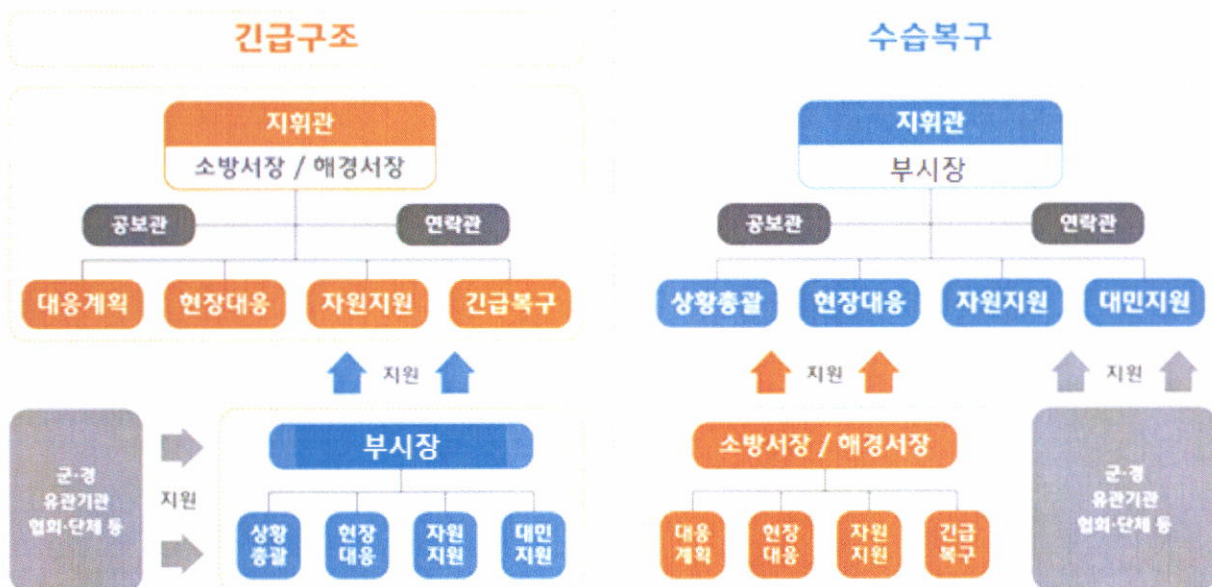 긴급구조
지휘관
소방서장 / 해경서장
공보관
연락관
대응계획
현장대응
자원지원
긴급복구
지원
군·경
유관기관
협회·단체 등
지원
부시장
상황
총괄
현장
대응
자원
지원
대민
지원
수습복구
지휘관
부시장
공보관
연락관
상황총괄
현장대응
자원지원
대민지원
지원
지원
소방서장 / 해경서장
대응
계획
현장
대응
자원
지원
긴급
복구
군·경
유관기관
협회·단체 등